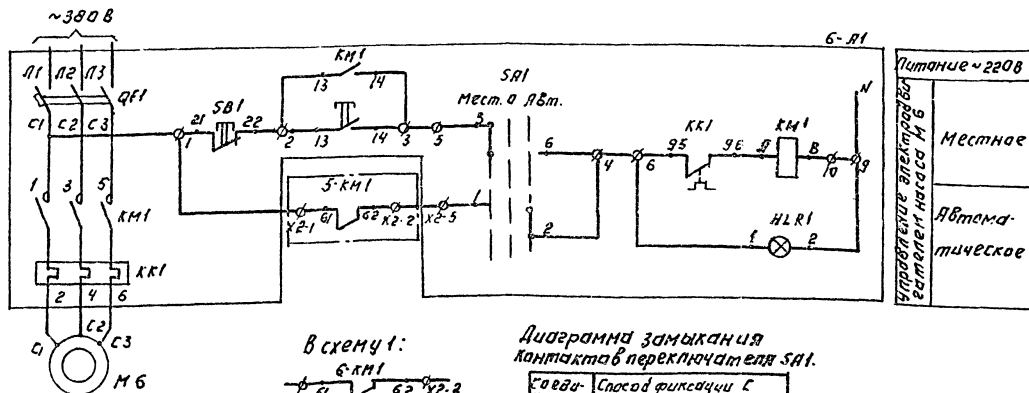 ~380 В
6-А1
Л1 Л2 Л3
QF1
С1 С2 С3
21 SB1 22
КМ1
13 14
13 14
1 2 3 5
SA1
Мест. 0 Авт.
5 6
4 6
КК1
95 96
КМ1
А В
10 9
N
1 3 5
КМ1
5-КМ1
Х2-1 61 62 Х2-2 Х2-5
1 2
HLR1
1 2
КК1
2 4 6
С1 С2 С3
М6
Питание ~220В
Управление электродвигателем насоса М6
Местное
Автома-
тическое
В схему 1:
6-КМ1
61 62 Х2-2
Диаграмма замыкания
контактов переключателя SA1.
Соеди- Способ фиксации С